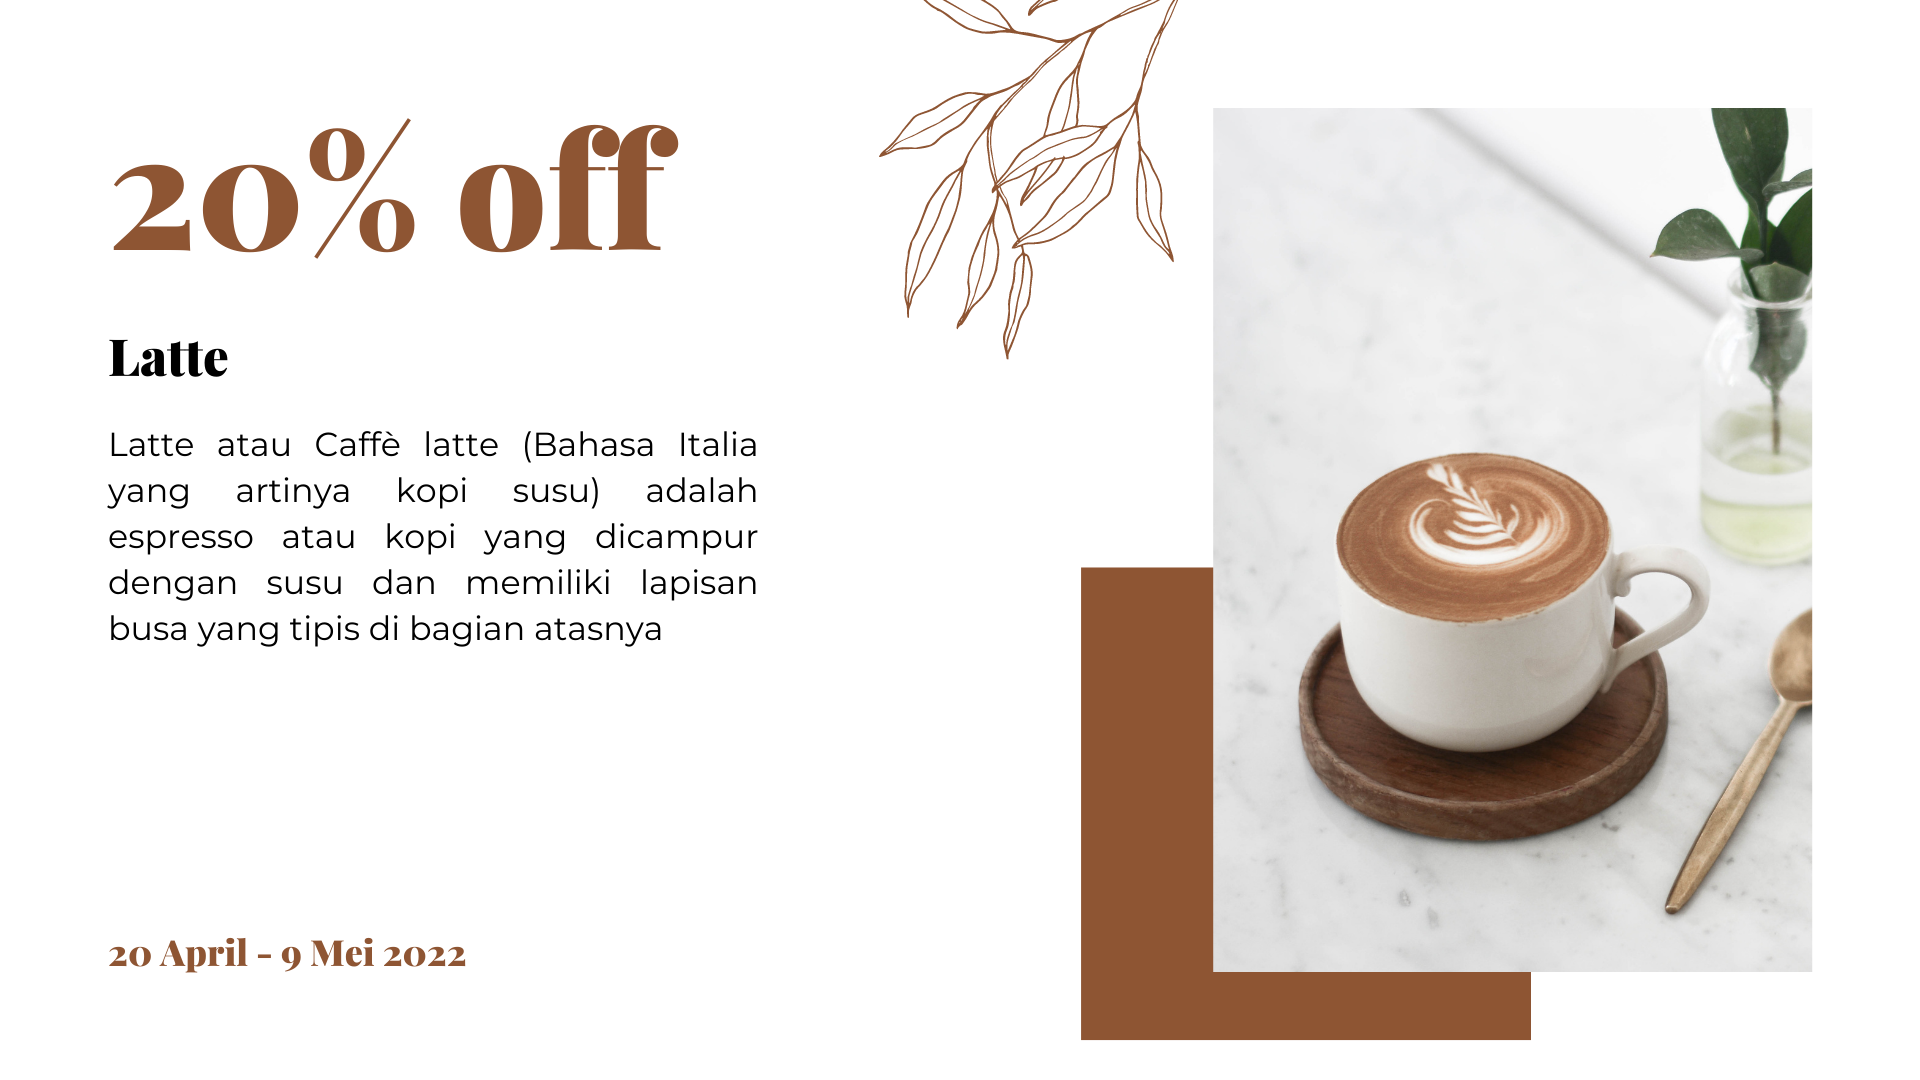 20% off
Latte
Latte atau Caffè latte (Bahasa Italia
yang artinya kopi susu) adalah
espresso atau kopi yang dicampur
dengan susu dan memiliki lapisan
busa yang tipis di bagian atasnya
20 April - 9 Mei 2022